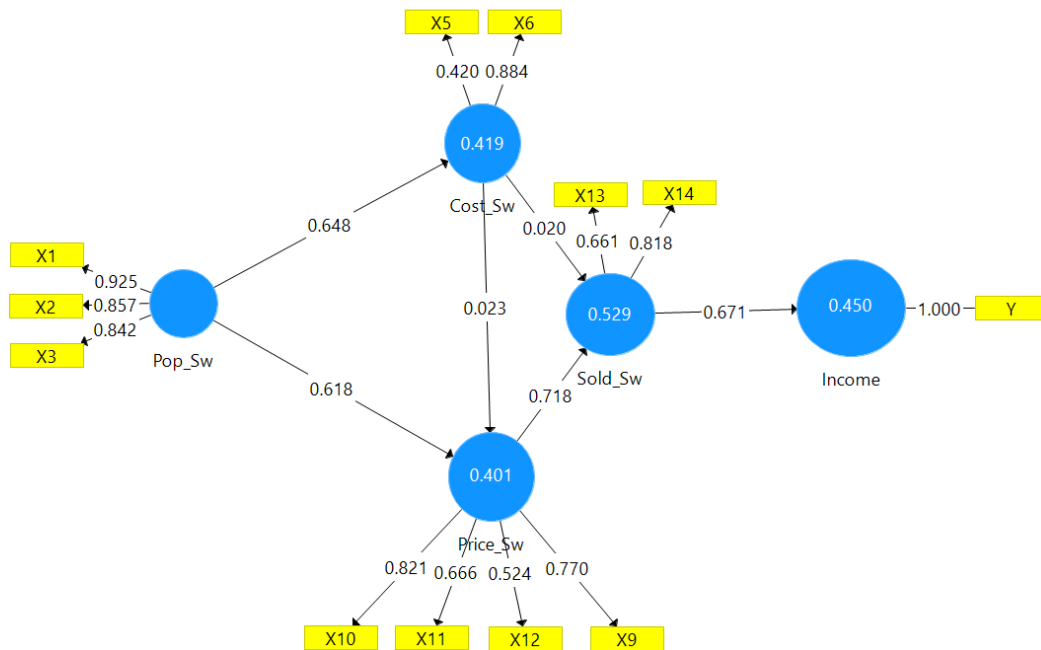 X5
X6
0.420
0.884
0.419
Cost_Sw
X13
X14
0.648
0.020
0.661
0.818
X1
X2
X3
0.925
0.857
0.842
Pop_Sw
0.023
0.529
Sold_Sw
0.671
0.450
Income
1.000
Y
0.618
0.718
0.401
Price_Sw
0.821
0.666
0.524
0.770
X10
X11
X12
X9